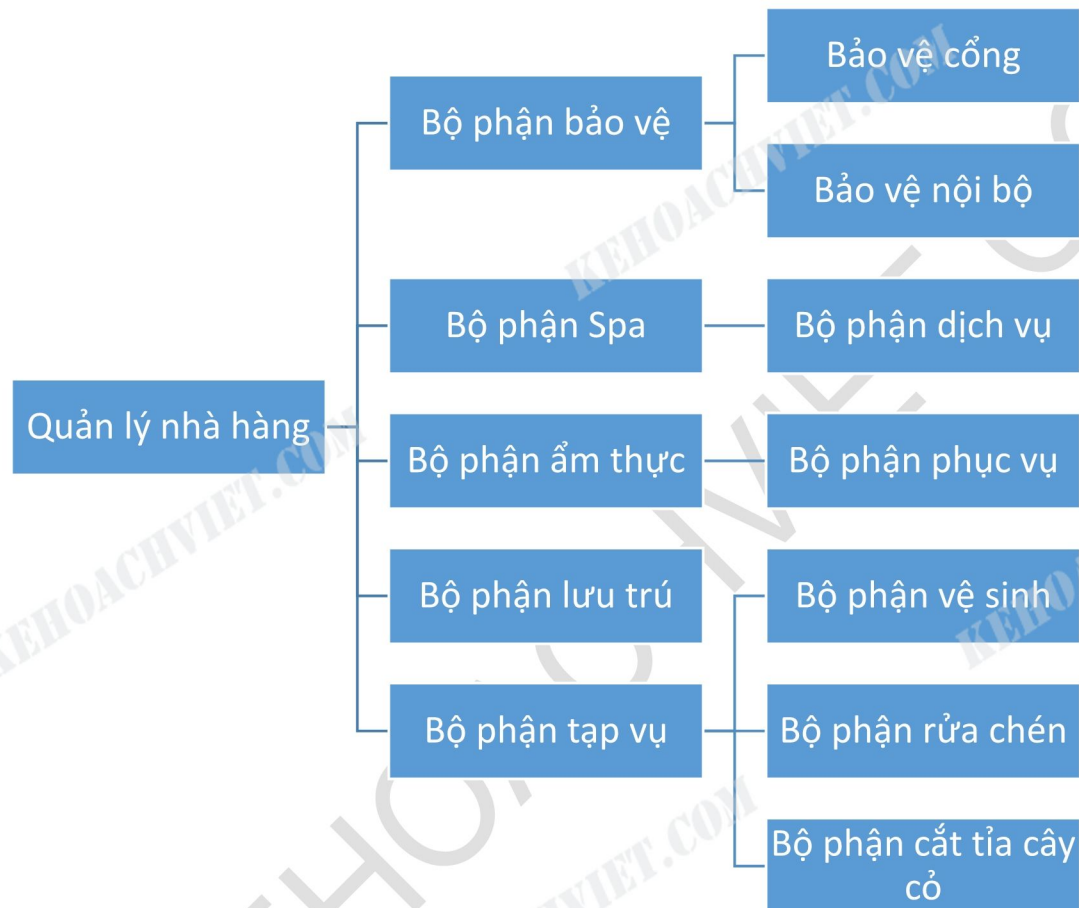 Bảo vệ cổng
Bộ phận bảo vệ
Bảo vệ nội bộ
Bộ phận Spa
Bộ phận dịch vụ
Quản lý nhà hàng
Bộ phận ẩm thực
Bộ phận phục vụ
Bộ phận lưu trú
Bộ phận vệ sinh
Bộ phận tạp vụ
Bộ phận rửa chén
Bộ phận cắt tỉa cây
cỏ
KEHOACHVIET.COM
KEHOACHVIET.COM